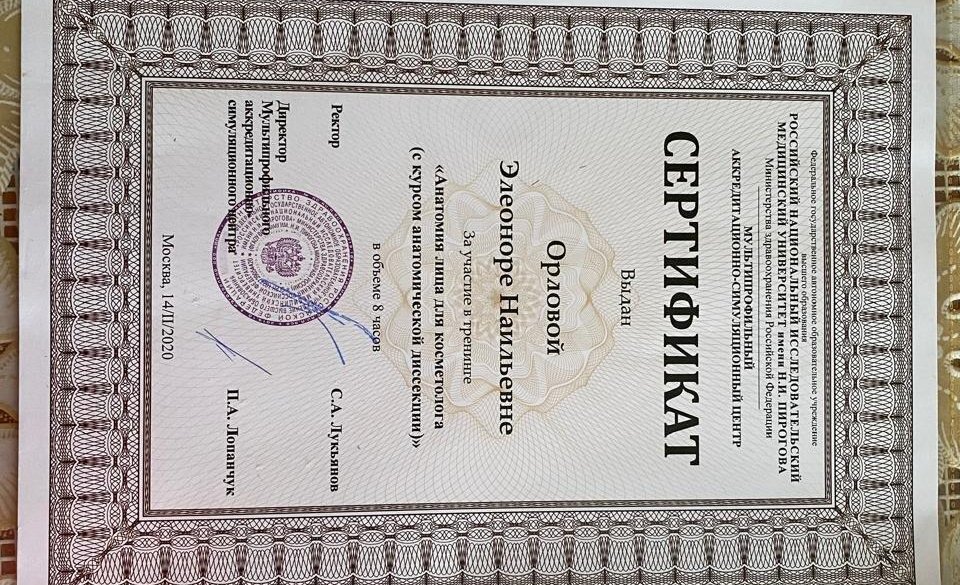 Федеральное государственное автономное образовательное учреждение
высшего образования
РОССИЙСКИЙ НАЦИОНАЛЬНЫЙ ИССЛЕДОВАТЕЛЬСКИЙ
МЕДИЦИНСКИЙ УНИВЕРСИТЕТ имени Н.И. ПИРОГОВА
Министерства здравоохранения Российской Федерации
МУЛЬТИПРОФИЛЬНЫЙ
АККРЕДИТАЦИОННО-СИМУЛЯЦИОННЫЙ ЦЕНТР
СЕРТИФИКАТ
Выдан
Орловой
Элеоноре Наильевне
За участие в тренинге
«Анатомия лица для косметолога
(с курсом анатомической диссекции)»
в объеме 8 часов
Ректор С.А. Лукьянов
Директор
Мультипрофильного
аккредитационно-
симуляционного центра П.А. Лопанчук
Москва, 14/II/2020